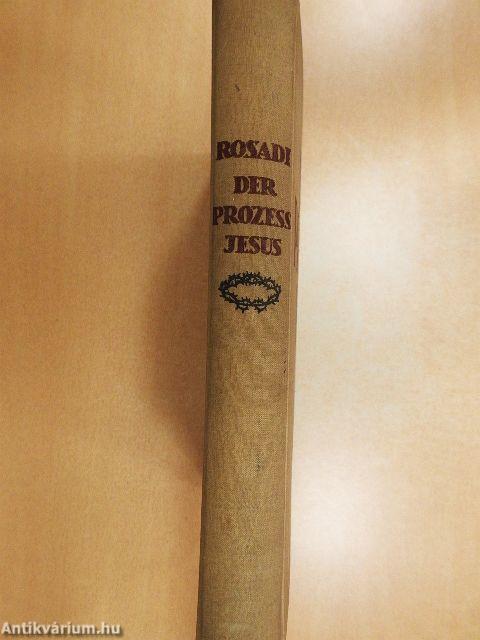 ROSADI
DER
PROZESS
JESUS
Antikvárium.hu